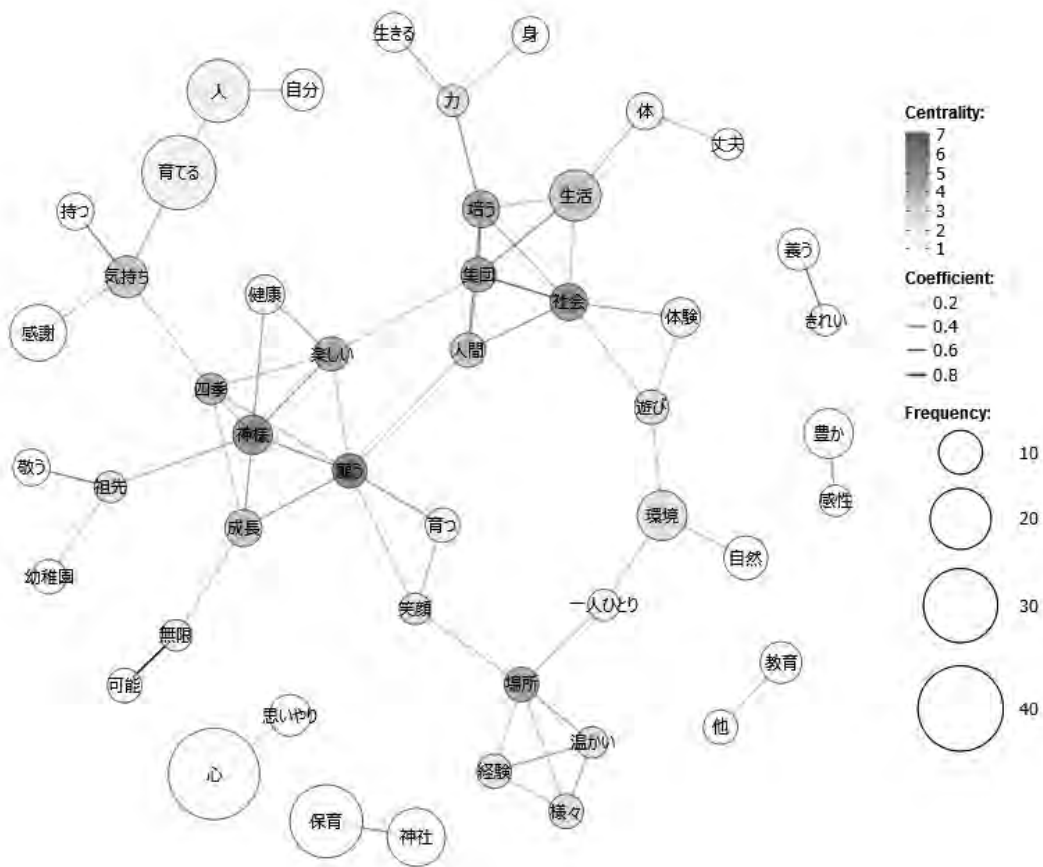 生きる
身
人
自分
力
体
丈夫
育てる
持つ
培う
生活
気持ち
集団
養う
感謝
健康
社会
体験
きれい
楽しい
人間
四季
遊び
神様
豊か
敬う
祖先
感性
成長
育つ
環境
自然
幼稚園
笑顔
一人ひとり
無限
可能
場所
教育
思いやり
他
心
温かい
経験
様々
保育
神社
Centrality:
7
6
5
4
3
2
1
Coefficient:
0.2
0.4
0.6
0.8
Frequency:
10
20
30
40